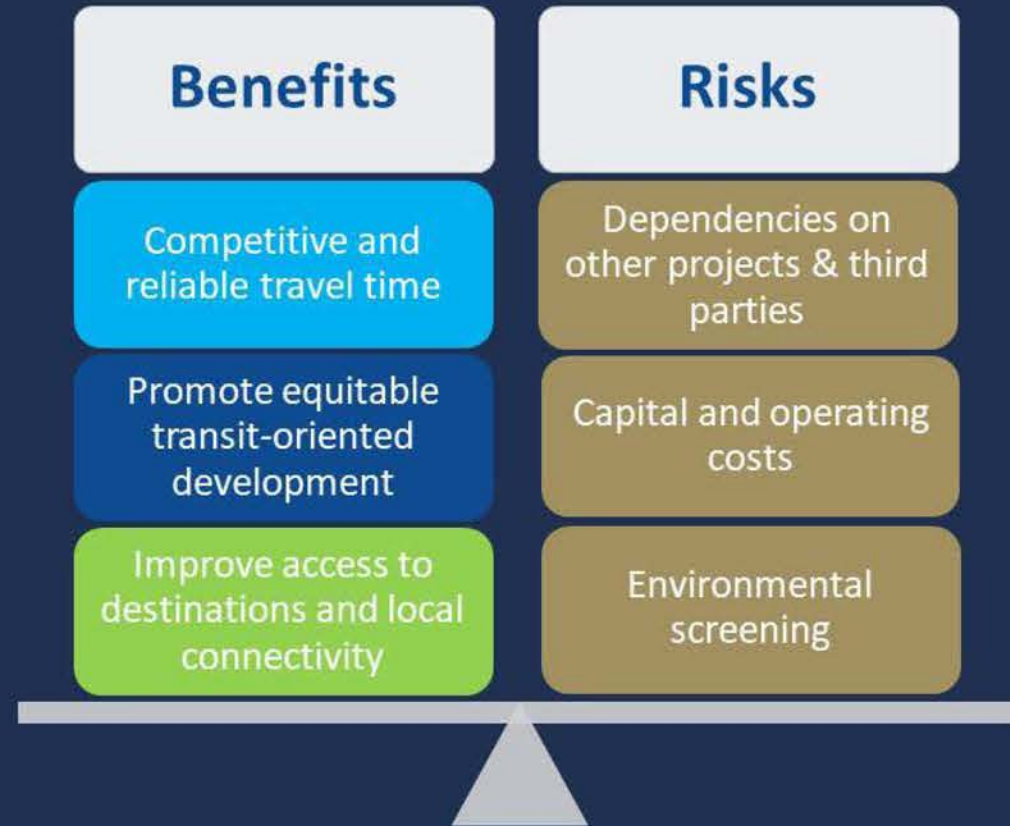 Benefits
Competitive and
reliable travel time
Promote equitable
transit-oriented
development
Improve access to
destinations and local
connectivity
Risks
Dependencies on
other projects & third
parties
Capital and operating
costs
Environmental
screening